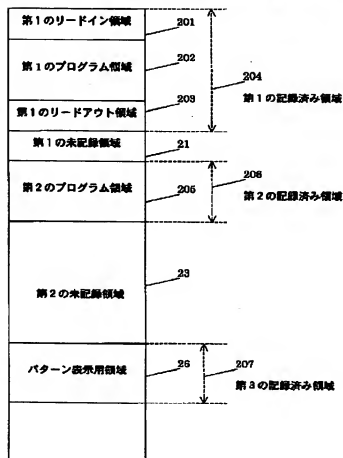 第1のリードイン領域
201
第1のプログラム領域
202
204
第1の記録済み領域
第1のリードアウト領域
203
第1の未記録領域
21
第2のプログラム領域
205
206
第2の記録済み領域
第2の未記録領域
23
パターン表示用領域
26
207
第3の記録済み領域